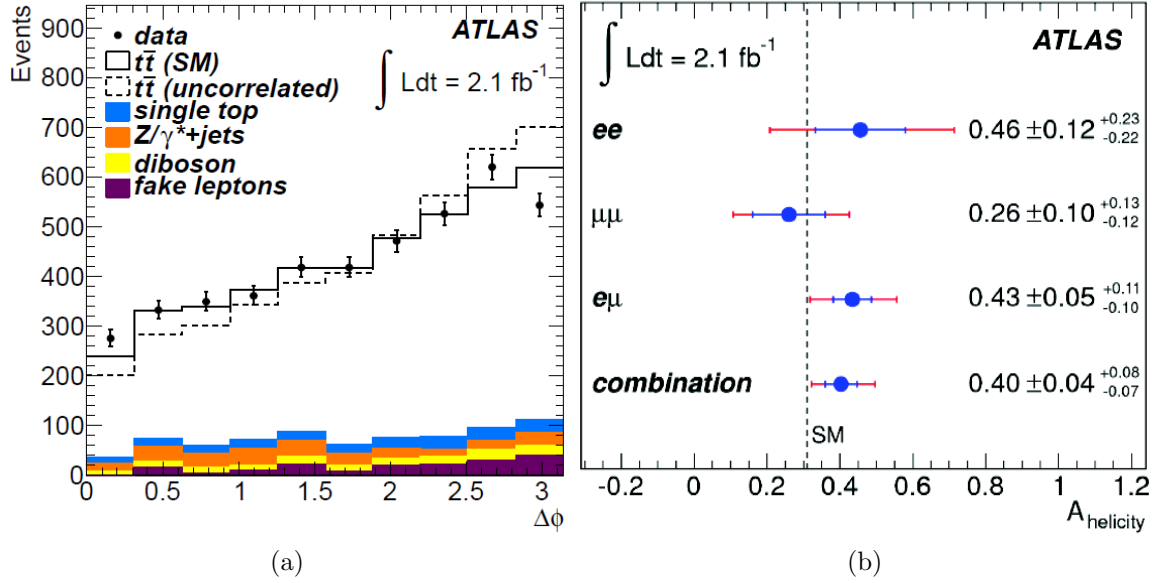 ATLAS
∫ Ldt = 2.1 fb⁻¹
data
tt̄ (SM)
tt̄ (uncorrelated)
single top
Z/γ*+jets
diboson
fake leptons
Events
900
800
700
600
500
400
300
200
100
0
0 0.5 1 1.5 2 2.5 3
Δϕ
(a)
∫ Ldt = 2.1 fb⁻¹
ATLAS
ee 0.46 ±0.12 +0.23 -0.22
μμ 0.26 ±0.10 +0.13 -0.12
eμ 0.43 ±0.05 +0.11 -0.10
combination 0.40 ±0.04 +0.08 -0.07
SM
-0.2 0 0.2 0.4 0.6 0.8 1 1.2
A helicity
(b)